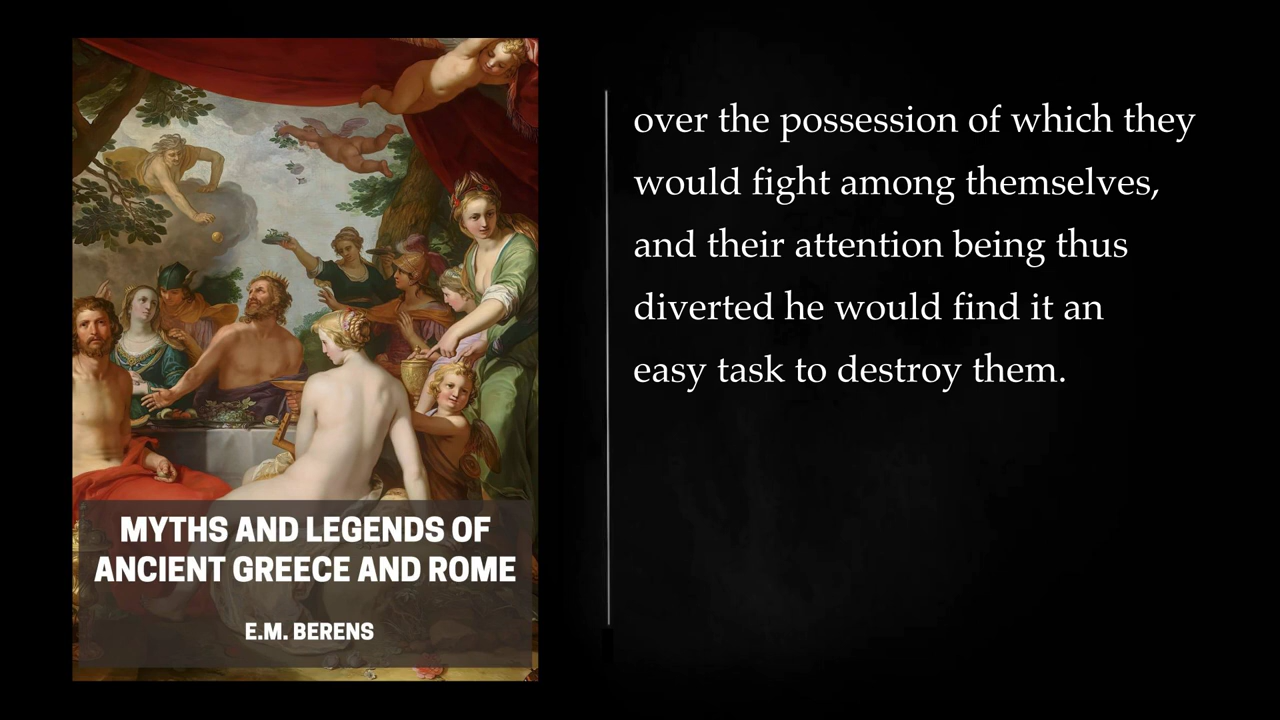 MYTHS AND LEGENDS OF
ANCIENT GREECE AND ROME
E.M. BERENS
over the possession of which they
would fight among themselves,
and their attention being thus
diverted he would find it an
easy task to destroy them.